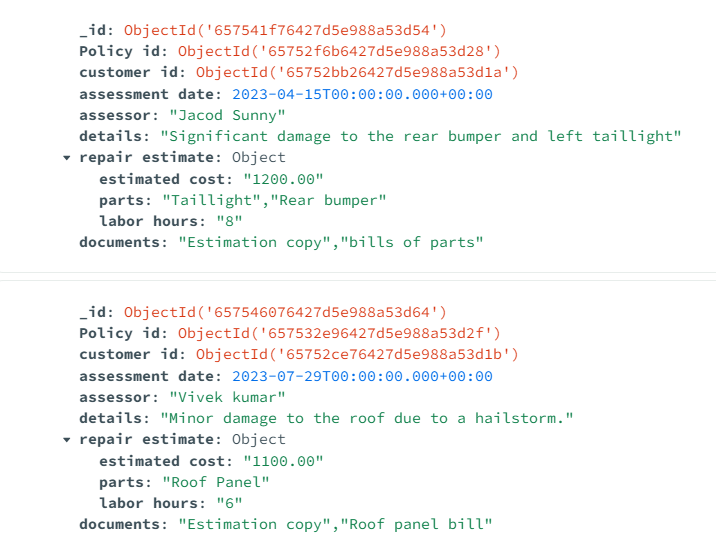 _id: ObjectId('657541f76427d5e988a53d54')
Policy id: ObjectId('65752f6b6427d5e988a53d28')
customer id: ObjectId('65752bb26427d5e988a53d1a')
assessment date: 2023-04-15T00:00:00.000+00:00
assessor: "Jacod Sunny"
details: "Significant damage to the rear bumper and left taillight"
repair estimate: Object
estimated cost: "1200.00"
parts: "Taillight","Rear bumper"
labor hours: "8"
documents: "Estimation copy","bills of parts"
_id: ObjectId('657546076427d5e988a53d64')
Policy id: ObjectId('657532e96427d5e988a53d2f')
customer id: ObjectId('65752ce76427d5e988a53d1b')
assessment date: 2023-07-29T00:00:00.000+00:00
assessor: "Vivek kumar"
details: "Minor damage to the roof due to a hailstorm."
repair estimate: Object
estimated cost: "1100.00"
parts: "Roof Panel"
labor hours: "6"
documents: "Estimation copy","Roof panel bill"